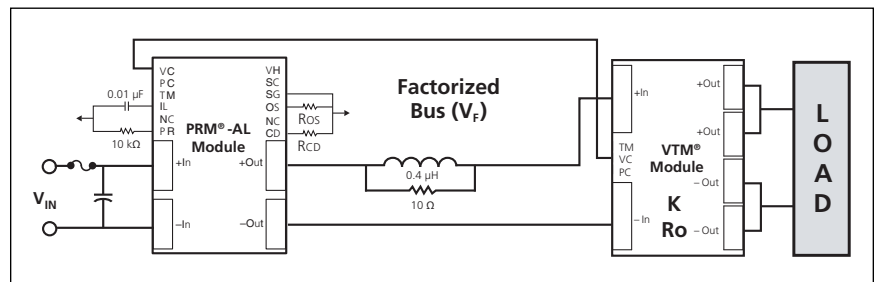 VC
PC
TM
IL
NC
PR
0.01 µF
10 kΩ
PRM®-AL
Module
VH
SC
SG
OS
NC
CD
ROS
RCD
+In
–In
+Out
–Out
VIN
Factorized
Bus (VF)
0.4 µH
10 Ω
+In
TM
VC
PC
– In
VTM®
Module
K
Ro
+Out
+Out
– Out
– Out
L
O
A
D